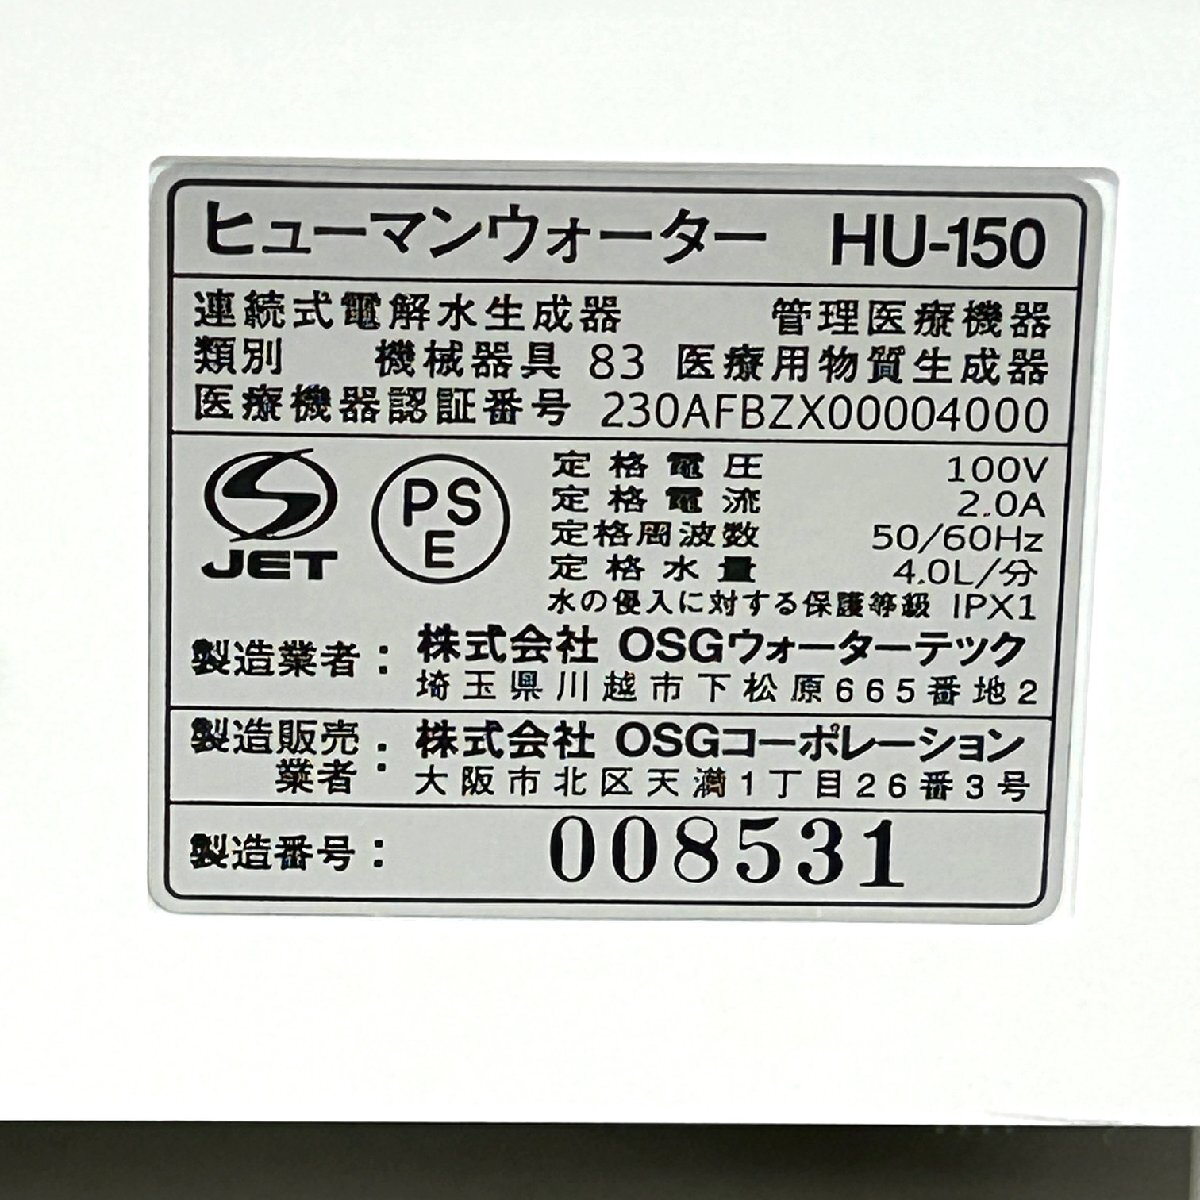 ヒューマンウォーター HU-150
連続式電解水生成器 管理医療機器
類別 機械器具 83 医療用物質生成器
医療機器認証番号 230AFBZX00004000
JET
PS
E
定格電圧 100V
定格電流 2.0A
定格周波数 50/60Hz
定格水量 4.0L/分
水の侵入に対する保護等級 IPX1
製造業者: 株式会社 OSGウォーターテック
埼玉県川越市下松原665番地2
製造販売業者: 株式会社 OSGコーポレーション
大阪市北区天満1丁目26番3号
製造番号: 008531